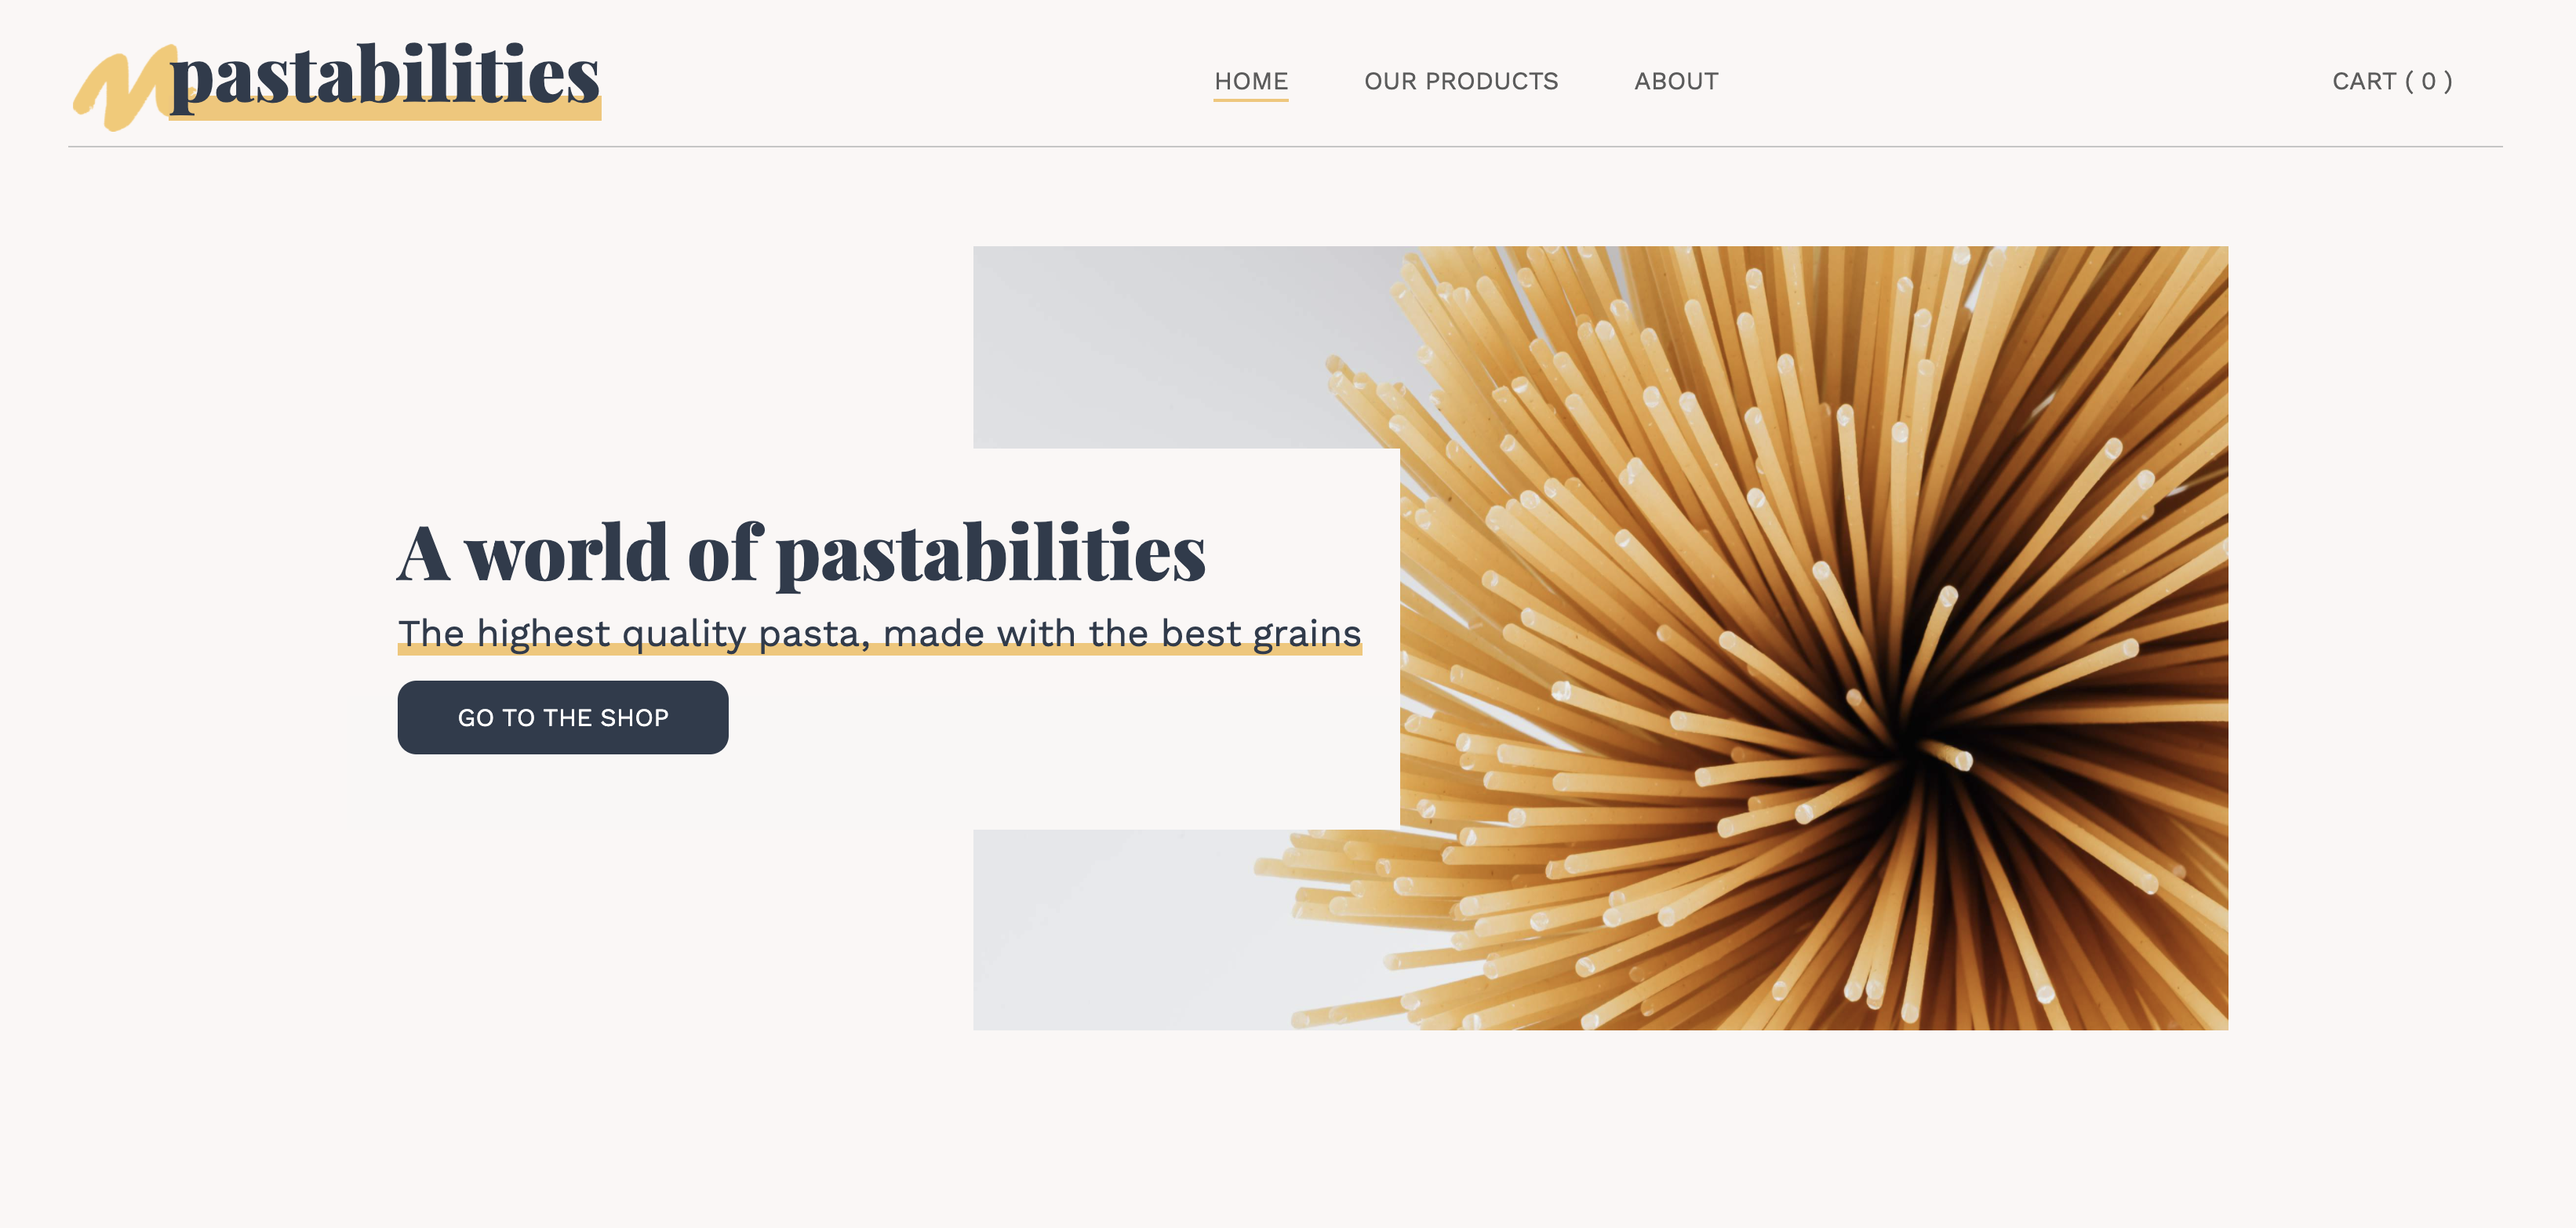 pastabilities
HOME OUR PRODUCTS ABOUT CART ( 0 )
A world of pastabilities
The highest quality pasta, made with the best grains
GO TO THE SHOP